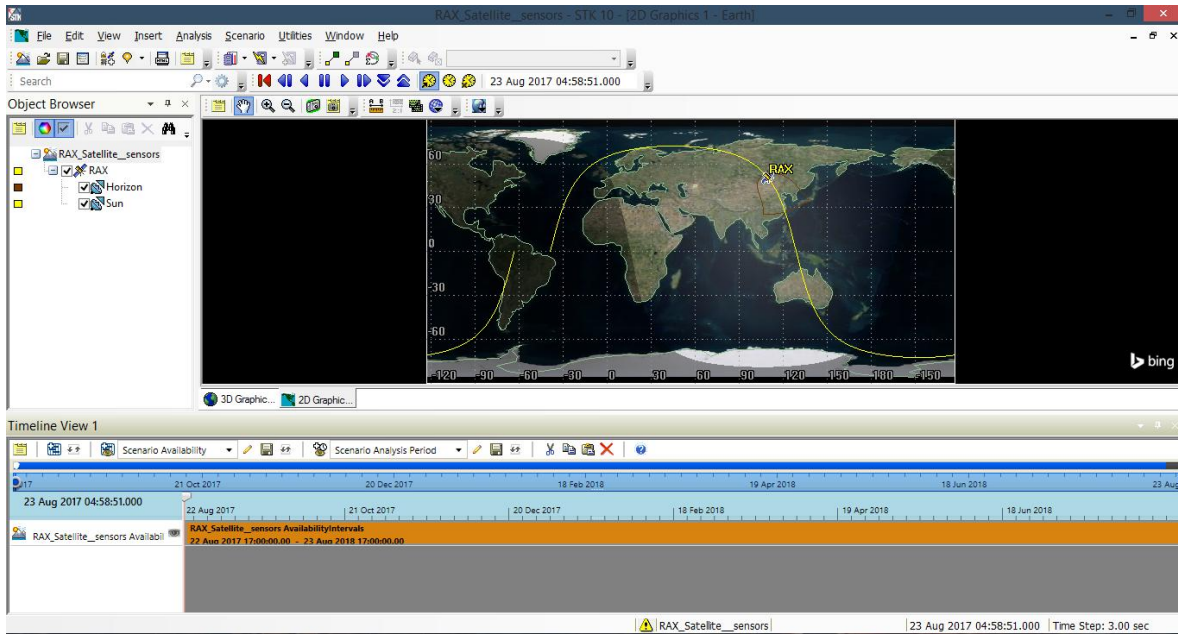 RAX_Satellite__sensors - STK 10 - [2D Graphics 1 - Earth]
File Edit View Insert Analysis Scenario Utilities Window Help
Search
23 Aug 2017 04:58:51.000
Object Browser
RAX_Satellite__sensors
RAX
Horizon
Sun
60
RAX
30
0
-30
-60
-120 -90 -60 -30 0 30 60 90 120 150 180 -150
bing
3D Graphic... 2D Graphic...
Timeline View 1
Scenario Availability Scenario Analysis Period
17 21 Oct 2017 20 Dec 2017 18 Feb 2018 19 Apr 2018 18 Jun 2018 23 Aug
23 Aug 2017 04:58:51.000
22 Aug 2017 21 Oct 2017 20 Dec 2017 18 Feb 2018 19 Apr 2018 18 Jun 2018
RAX_Satellite__sensors Availabil
RAX_Satellite__sensors AvailabilityIntervals
22 Aug 2017 17:00:00.00 - 23 Aug 2018 17:00:00.00
RAX_Satellite__sensors 23 Aug 2017 04:58:51.000 Time Step: 3.00 sec